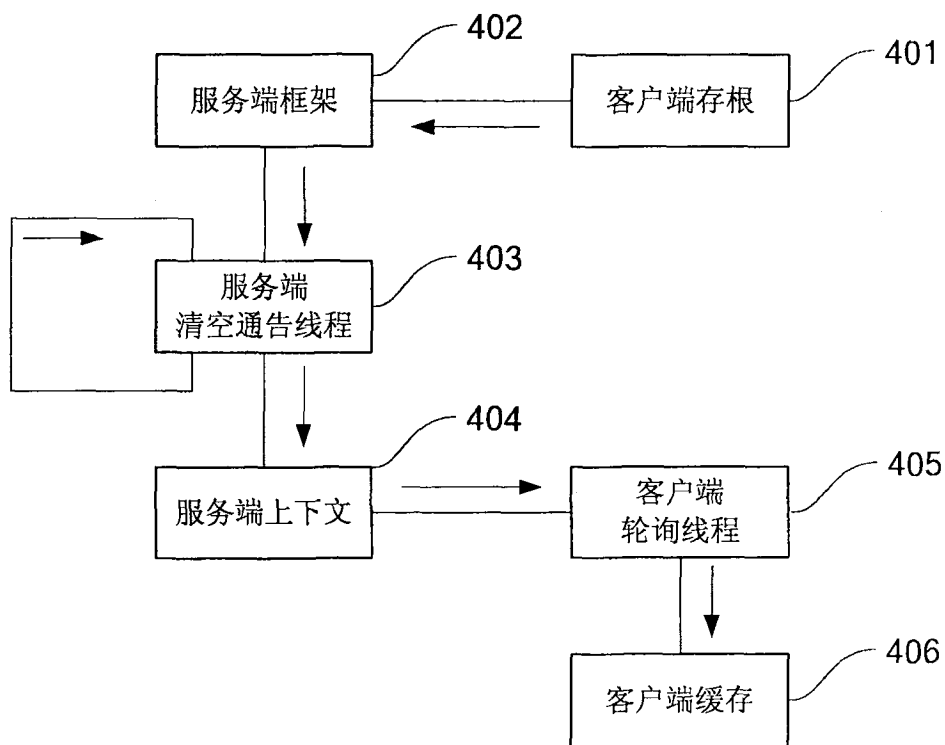 402
401
服务端框架
客户端存根
403
服务端
清空通告线程
404
405
服务端上下文
客户端
轮询线程
406
客户端缓存